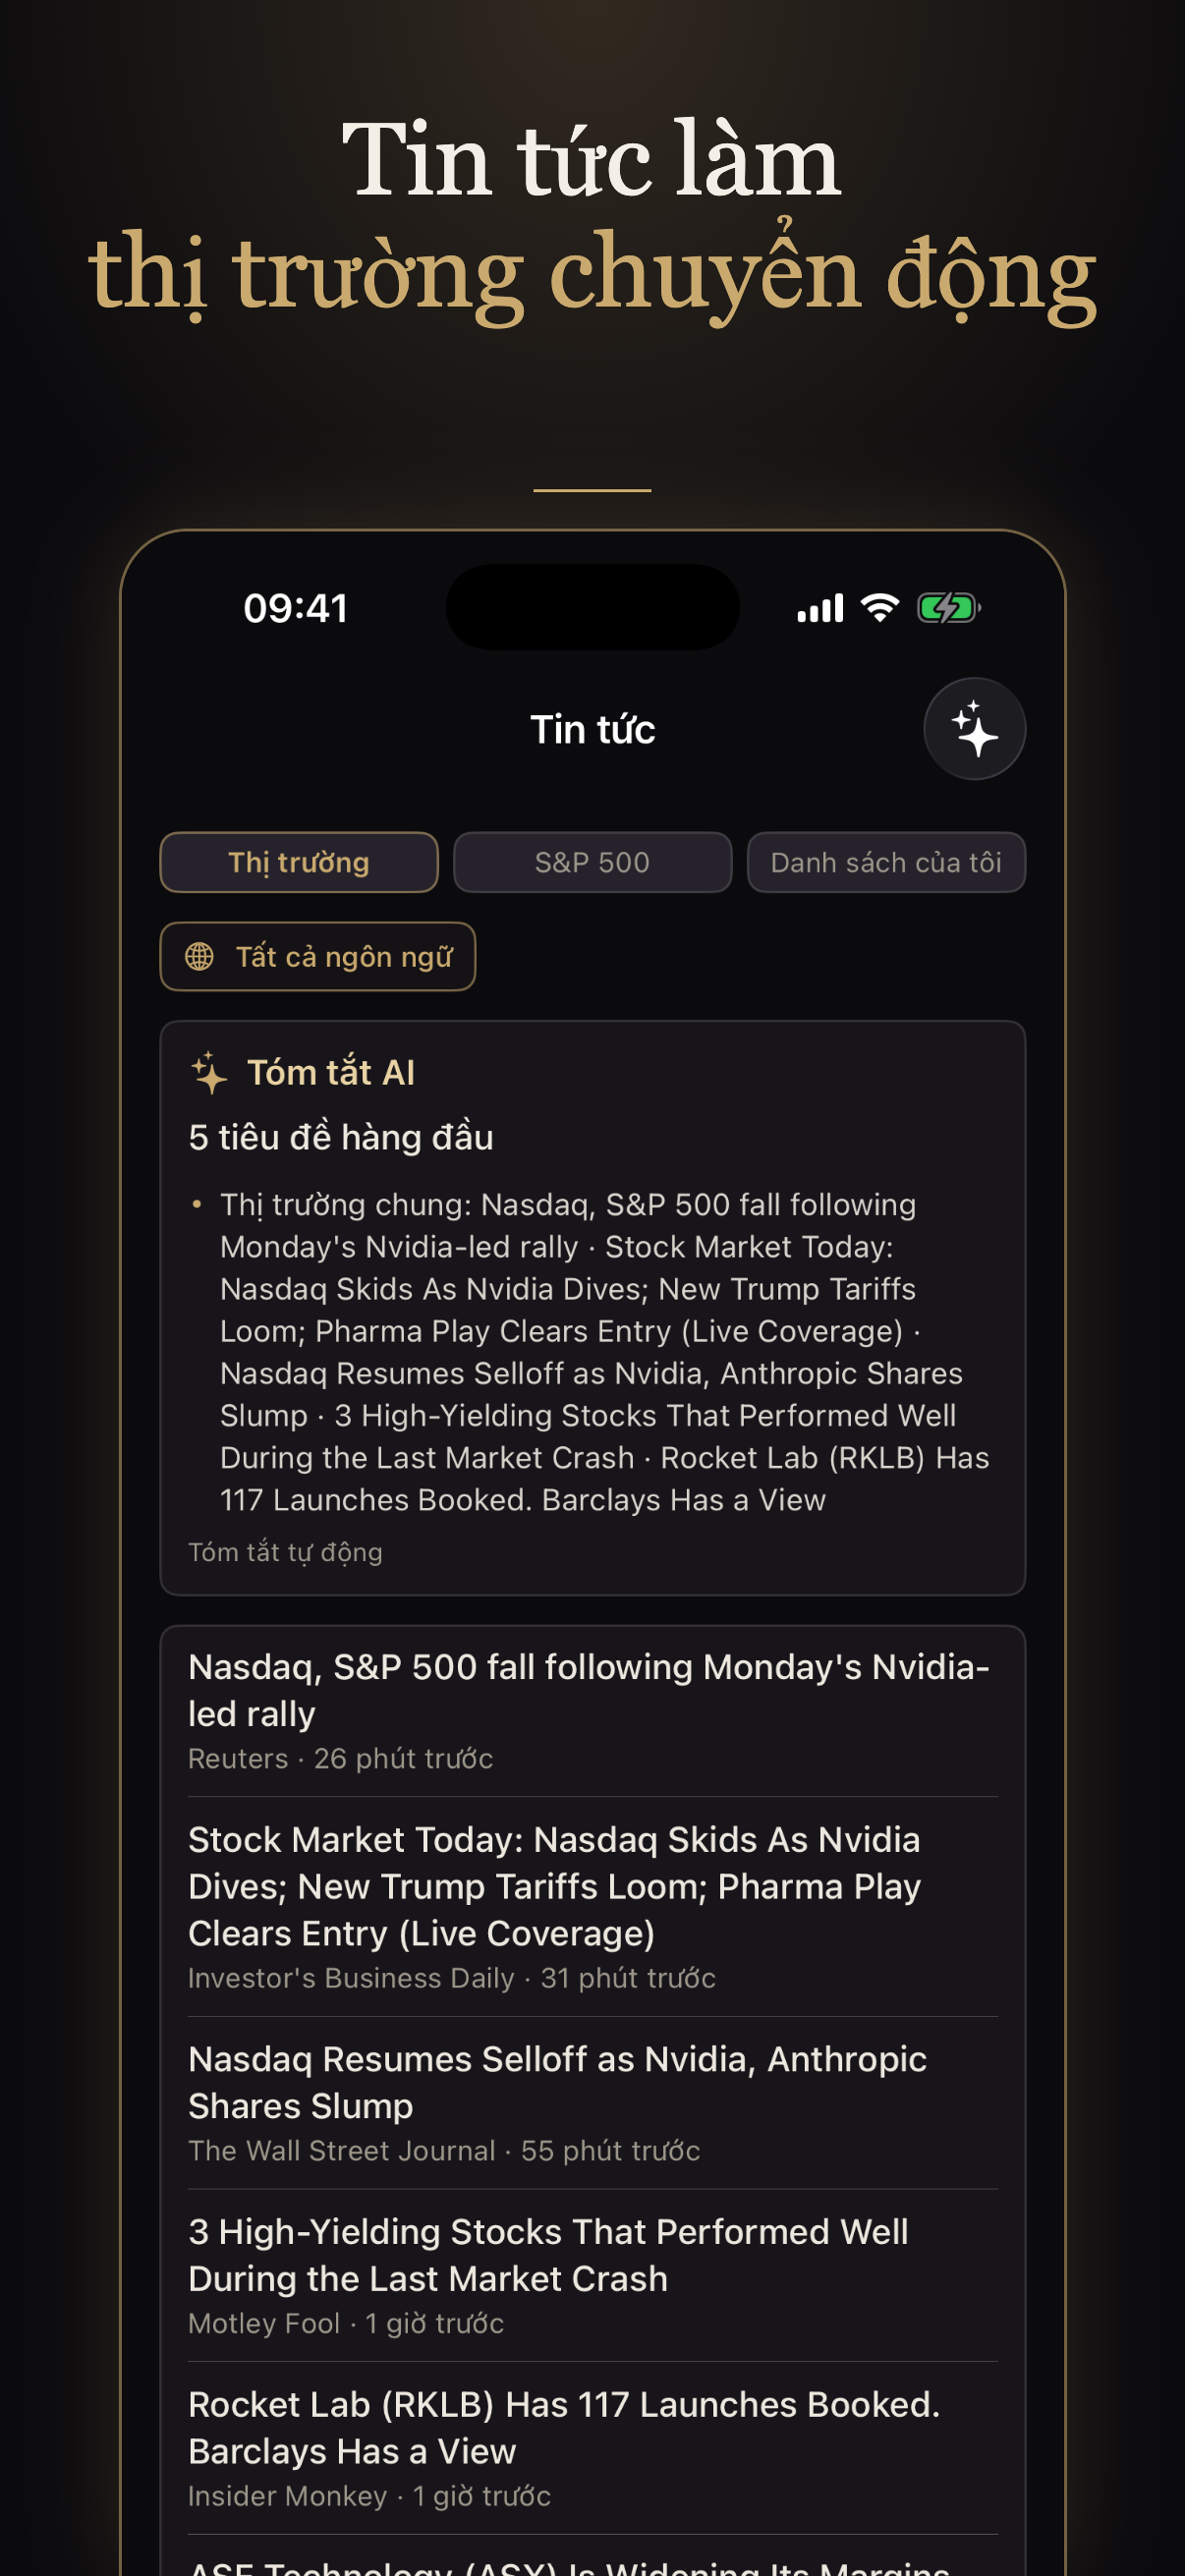 Tin tức làm
thị trường chuyển động
09:41
Tin tức
Thị trường
S&P 500
Danh sách của tôi
Tất cả ngôn ngữ
Tóm tắt AI
5 tiêu đề hàng đầu
• Thị trường chung: Nasdaq, S&P 500 fall following
Monday's Nvidia-led rally · Stock Market Today:
Nasdaq Skids As Nvidia Dives; New Trump Tariffs
Loom; Pharma Play Clears Entry (Live Coverage) ·
Nasdaq Resumes Selloff as Nvidia, Anthropic Shares
Slump · 3 High-Yielding Stocks That Performed Well
During the Last Market Crash · Rocket Lab (RKLB) Has
117 Launches Booked. Barclays Has a View
Tóm tắt tự động
Nasdaq, S&P 500 fall following Monday's Nvidia-
led rally
Reuters · 26 phút trước
Stock Market Today: Nasdaq Skids As Nvidia
Dives; New Trump Tariffs Loom; Pharma Play
Clears Entry (Live Coverage)
Investor's Business Daily · 31 phút trước
Nasdaq Resumes Selloff as Nvidia, Anthropic
Shares Slump
The Wall Street Journal · 55 phút trước
3 High-Yielding Stocks That Performed Well
During the Last Market Crash
Motley Fool · 1 giờ trước
Rocket Lab (RKLB) Has 117 Launches Booked.
Barclays Has a View
Insider Monkey · 1 giờ trước
ASE Technology (ASX) Is Widening Its Margins